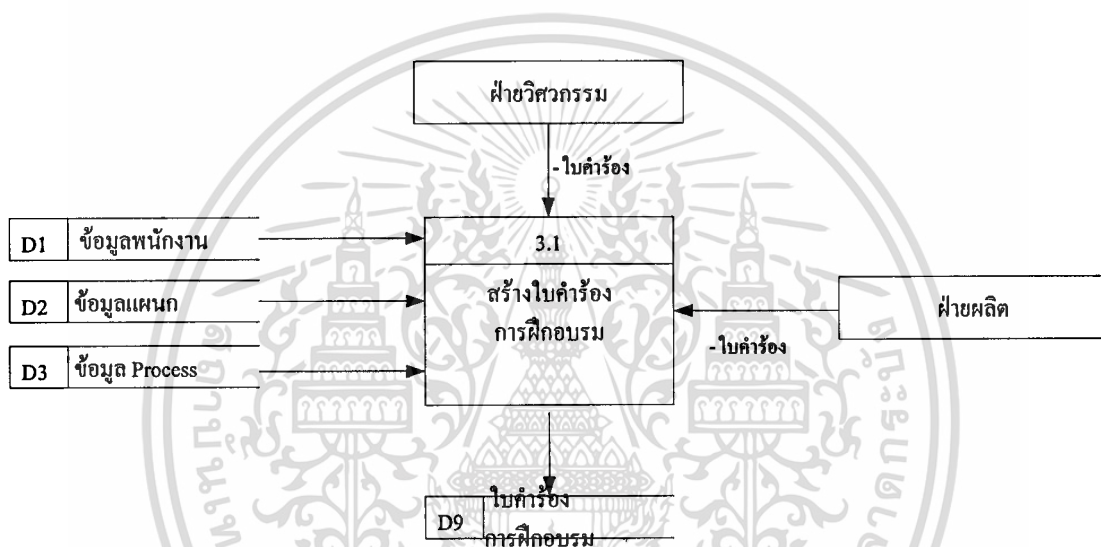 ฝ่ายวิศวกรรม
- ใบคำร้อง
D1 ข้อมูลพนักงาน
3.1
D2 ข้อมูลแผนก
สร้างใบคำร้อง
การฝึกอบรม
ฝ่ายผลิต
- ใบคำร้อง
D3 ข้อมูล Process
D9 ใบคำร้อง
การฝึกอบรม